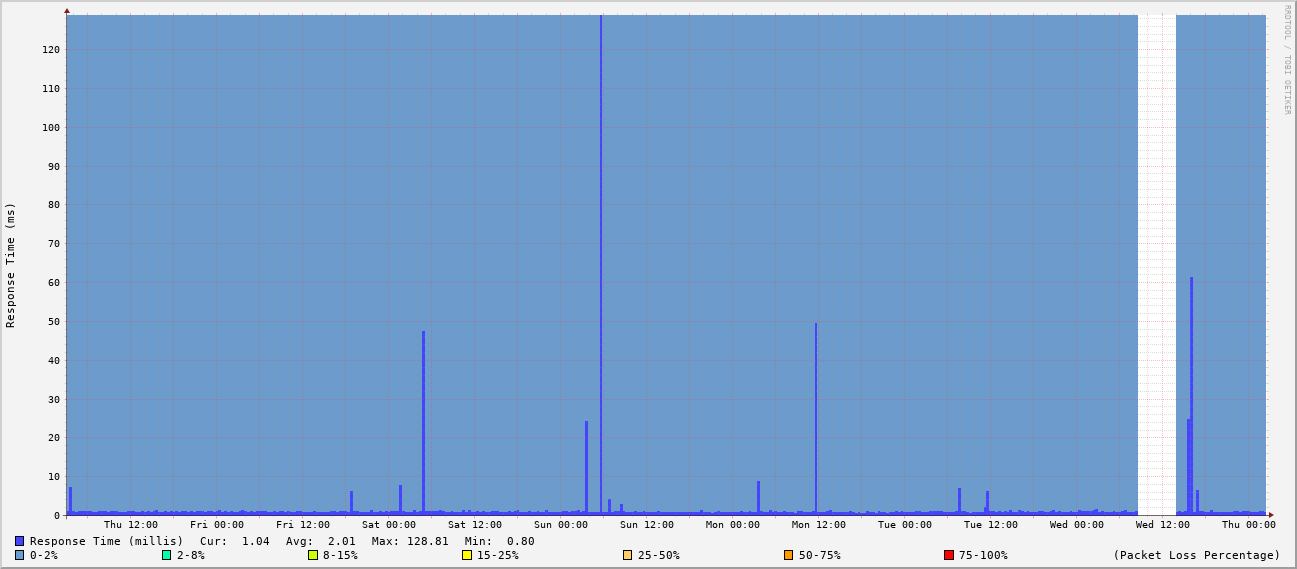 RRDTOOL / TOBI OETIKER
Response Time (ms)
120
110
100
90
80
70
60
50
40
30
20
10
0
Thu 12:00 Fri 00:00 Fri 12:00 Sat 00:00 Sat 12:00 Sun 00:00 Sun 12:00 Mon 00:00 Mon 12:00 Tue 00:00 Tue 12:00 Wed 00:00 Wed 12:00 Thu 00:00
Response Time (millis) Cur: 1.04 Avg: 2.01 Max: 128.81 Min: 0.80
0-2% 2-8% 8-15% 15-25% 25-50% 50-75% 75-100% (Packet Loss Percentage)